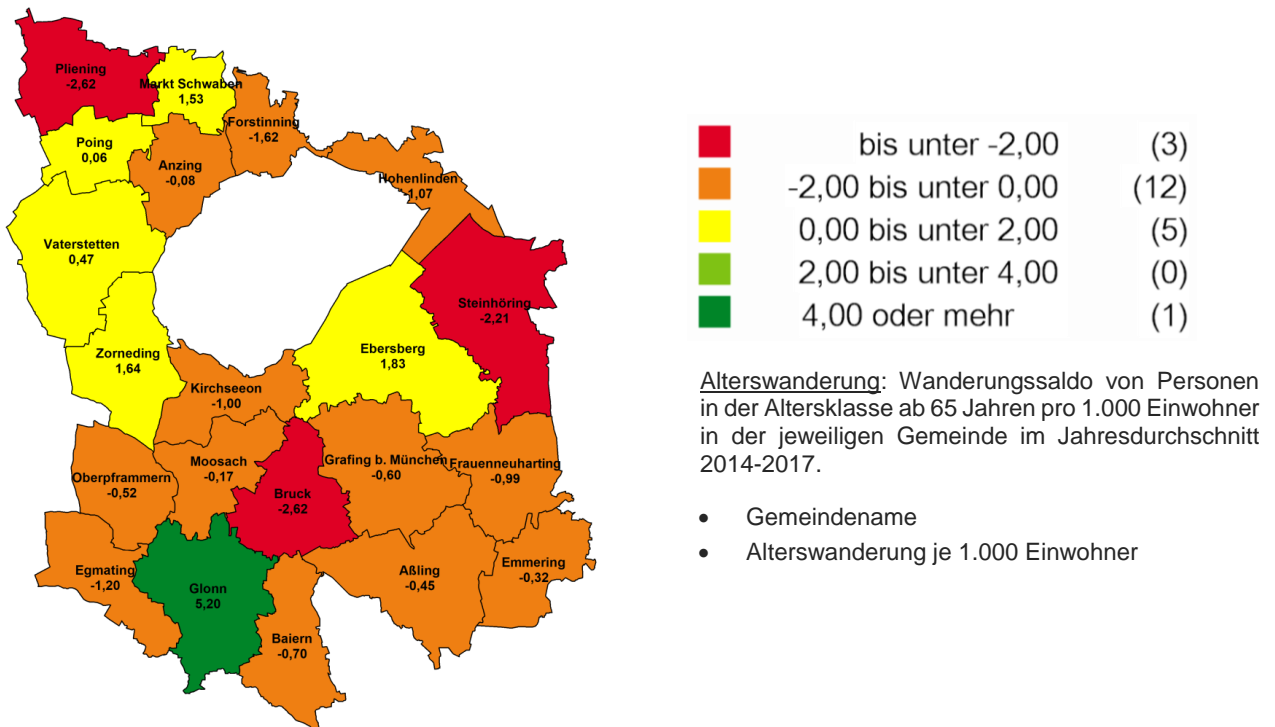 Pliening
-2,62
Markt Schwaben
1,53
Forstinning
-1,62
Poing
0,06
Anzing
-0,08
Hohenlinden
-1,07
Vaterstetten
0,47
Steinhöring
-2,21
Zorneding
1,64
Ebersberg
1,83
Kirchseeon
-1,00
Oberpframmern
-0,52
Moosach
-0,17
Grafing b. München
-0,60
Frauenneuharting
-0,99
Bruck
-2,62
Egmating
-1,20
Glonn
5,20
Aßling
-0,45
Emmering
-0,32
Baiern
-0,70
bis unter -2,00 (3)
-2,00 bis unter 0,00 (12)
0,00 bis unter 2,00 (5)
2,00 bis unter 4,00 (0)
4,00 oder mehr (1)
Alterswanderung: Wanderungssaldo von Personen
in der Altersklasse ab 65 Jahren pro 1.000 Einwohner
in der jeweiligen Gemeinde im Jahresdurchschnitt
2014-2017.
• Gemeindename
• Alterswanderung je 1.000 Einwohner